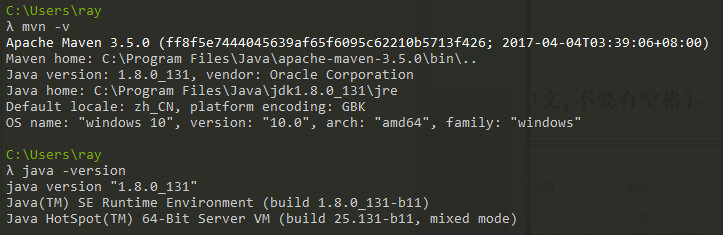 C:\Users\ray
λ mvn -v
Apache Maven 3.5.0 (ff8f5e7444045639af65f6095c62210b5713f426; 2017-04-04T03:39:06+08:00)
Maven home: C:\Program Files\Java\apache-maven-3.5.0\bin\..
Java version: 1.8.0_131, vendor: Oracle Corporation
Java home: C:\Program Files\Java\jdk1.8.0_131\jre
Default locale: zh_CN, platform encoding: GBK
OS name: "windows 10", version: "10.0", arch: "amd64", family: "windows"
文,不要有空格)
C:\Users\ray
λ java -version
java version "1.8.0_131"
Java(TM) SE Runtime Environment (build 1.8.0_131-b11)
Java HotSpot(TM) 64-Bit Server VM (build 25.131-b11, mixed mode)